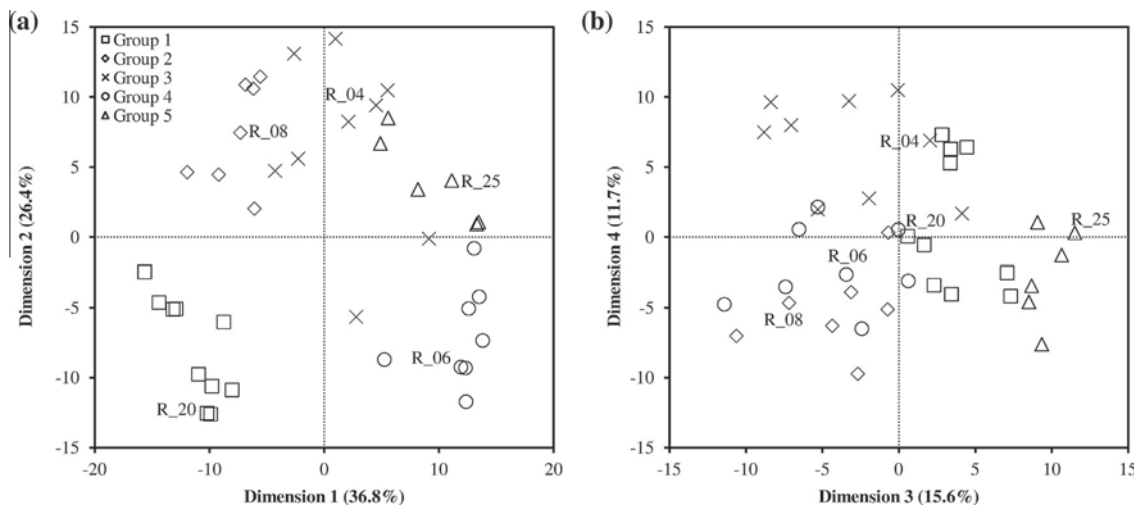 (a)
15
10
5
0
-5
-10
-15
-20
-10
0
10
20
Dimension 2 (26.4%)
Dimension 1 (36.8%)
Group 1
Group 2
Group 3
Group 4
Group 5
R_04
R_08
R_25
R_06
R_20
(b)
15
10
5
0
-5
-10
-15
-15
-10
-5
0
5
10
15
Dimension 4 (11.7%)
Dimension 3 (15.6%)
R_04
R_20
R_25
R_06
R_08